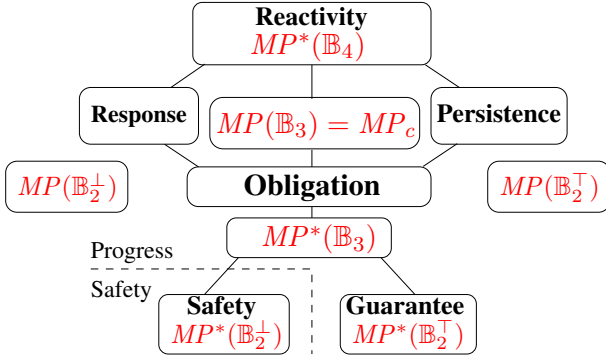 Reactivity
MP*(𝔹₄)
Response
MP(𝔹₃) = MP_c
Persistence
MP(𝔹₂^⊥)
Obligation
MP(𝔹₂^⊤)
MP*(𝔹₃)
Progress
Safety
Safety
MP*(𝔹₂^⊥)
Guarantee
MP*(𝔹₂^⊤)